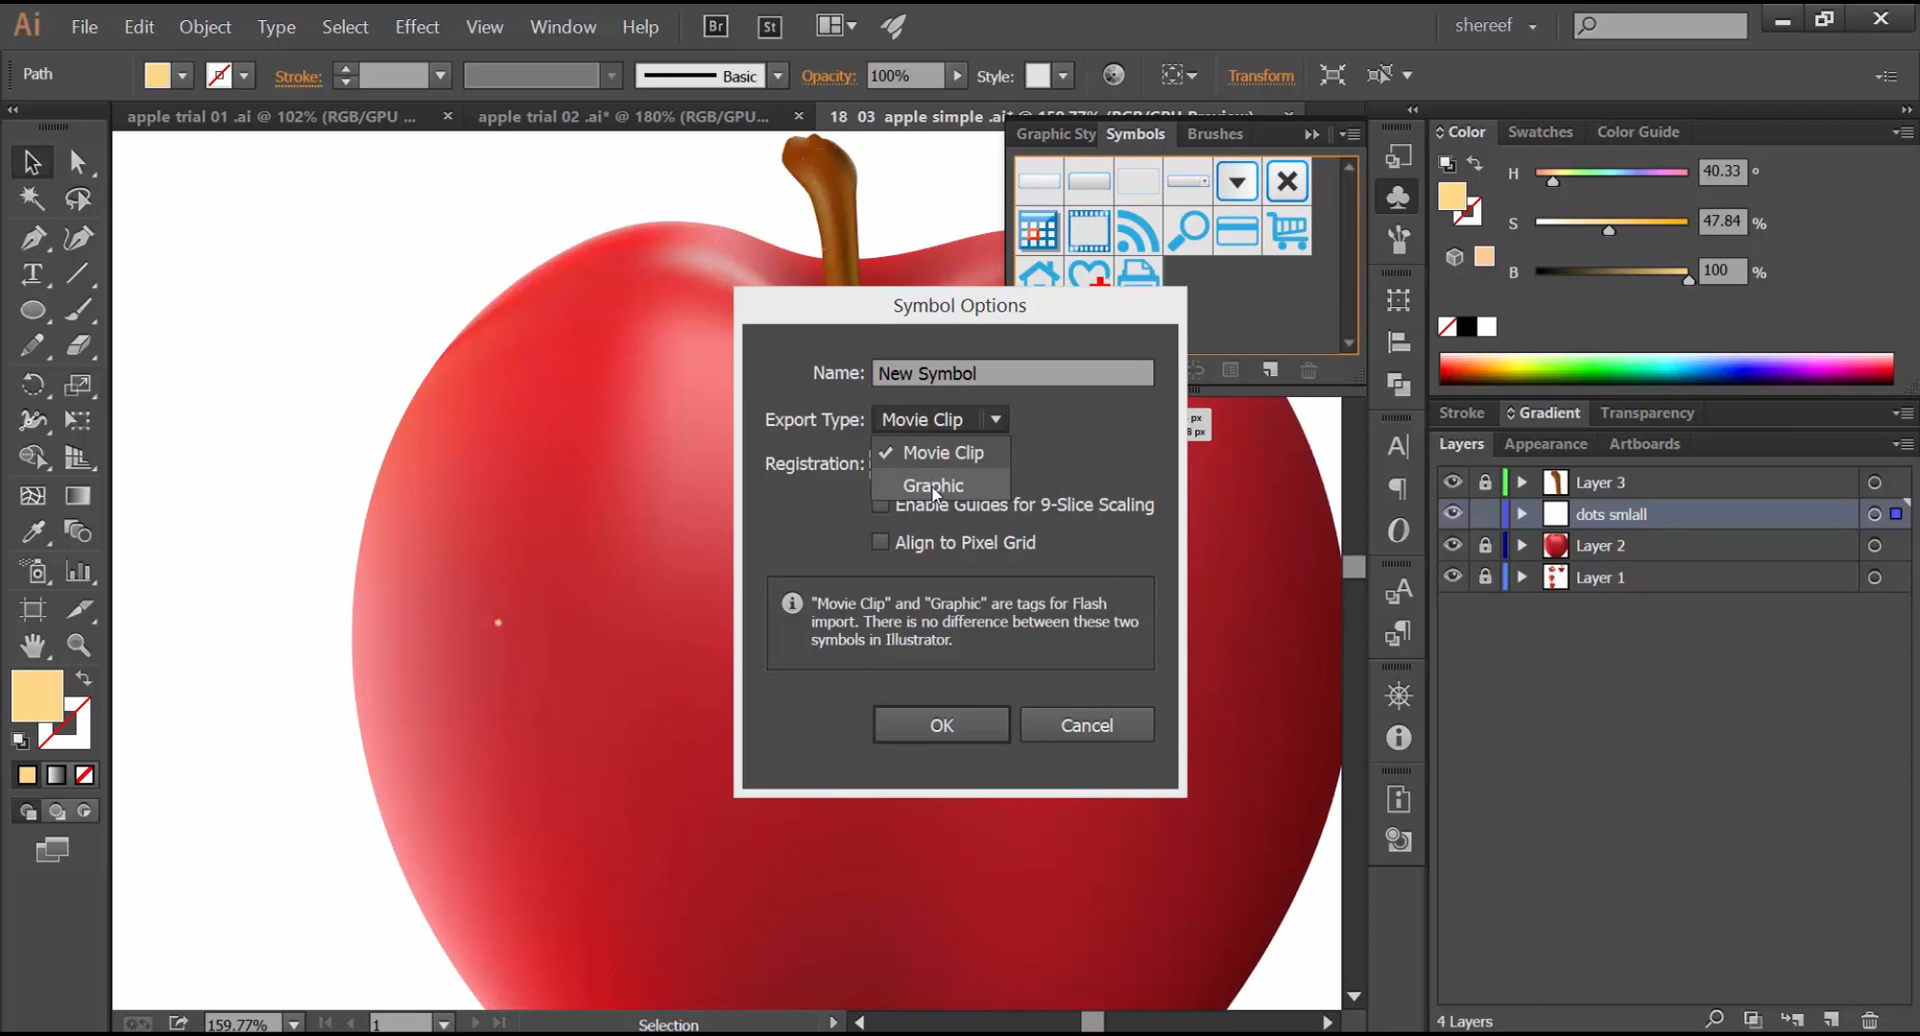 Ai File Edit Object Type Select Effect View Window Help Br St shereef
Path Stroke: Basic Opacity: 100% Style: Transform
apple trial 01 .ai @ 102% (RGB/GPU ... apple trial 02 .ai* @ 180% (RGB/GPU... 18 03 apple simple .ai* @ 159.77% (RGB/GPU Preview)
Graphic Sty Symbols Brushes
Color Swatches Color Guide
H 40.33 °
S 47.84 %
B 100 %
Symbol Options
Name: New Symbol
Export Type: Movie Clip
Movie Clip
Registration:
Graphic
Enable Guides for 9-Slice Scaling
Align to Pixel Grid
"Movie Clip" and "Graphic" are tags for Flash
import. There is no difference between these two
symbols in Illustrator.
OK Cancel
px
px
Stroke Gradient Transparency
Layers Appearance Artboards
Layer 3
dots smlall
Layer 2
Layer 1
159.77% 1 Selection
4 Layers